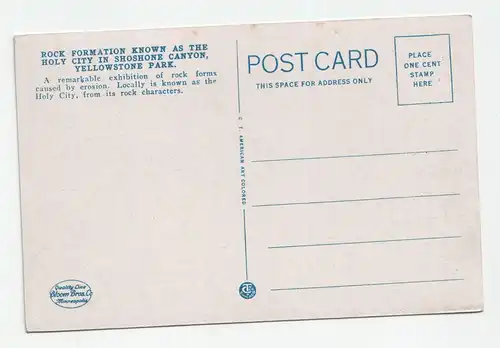 ROCK FORMATION KNOWN AS THE
HOLY CITY IN SHOSHONE CANYON,
YELLOWSTONE PARK.
A remarkable exhibition of rock forms
caused by erosion. Locally is known as the
Holy City, from its rock characters.
POST CARD
THIS SPACE FOR ADDRESS ONLY
PLACE
ONE CENT
STAMP
HERE
C. T. AMERICAN ART COLORED
Quality Line
Bloom Bros. Co.
Minneapolis